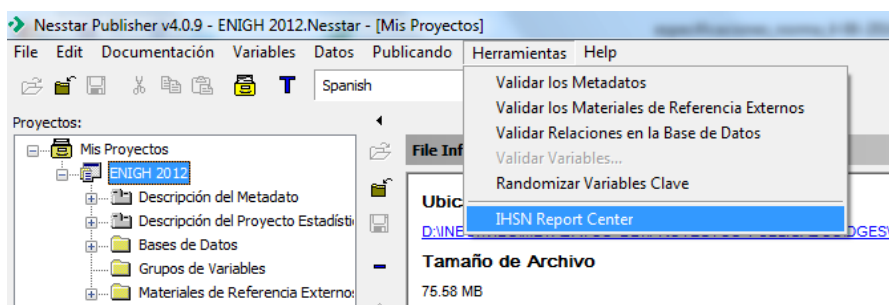 Nesstar Publisher v4.0.9 - ENIGH 2012.Nesstar - [Mis Proyectos]
File Edit Documentación Variables Datos Publicando Herramientas Help
Spanish
Validar los Metadatos
Validar los Materiales de Referencia Externos
Validar Relaciones en la Base de Datos
Validar Variables...
Randomizar Variables Clave
IHSN Report Center
Proyectos:
Mis Proyectos
ENIGH 2012
Descripción del Metadato
Descripción del Proyecto Estadísti
Bases de Datos
Grupos de Variables
Materiales de Referencia Externo
File Inf
Ubic
Tamaño de Archivo
75.58 MB